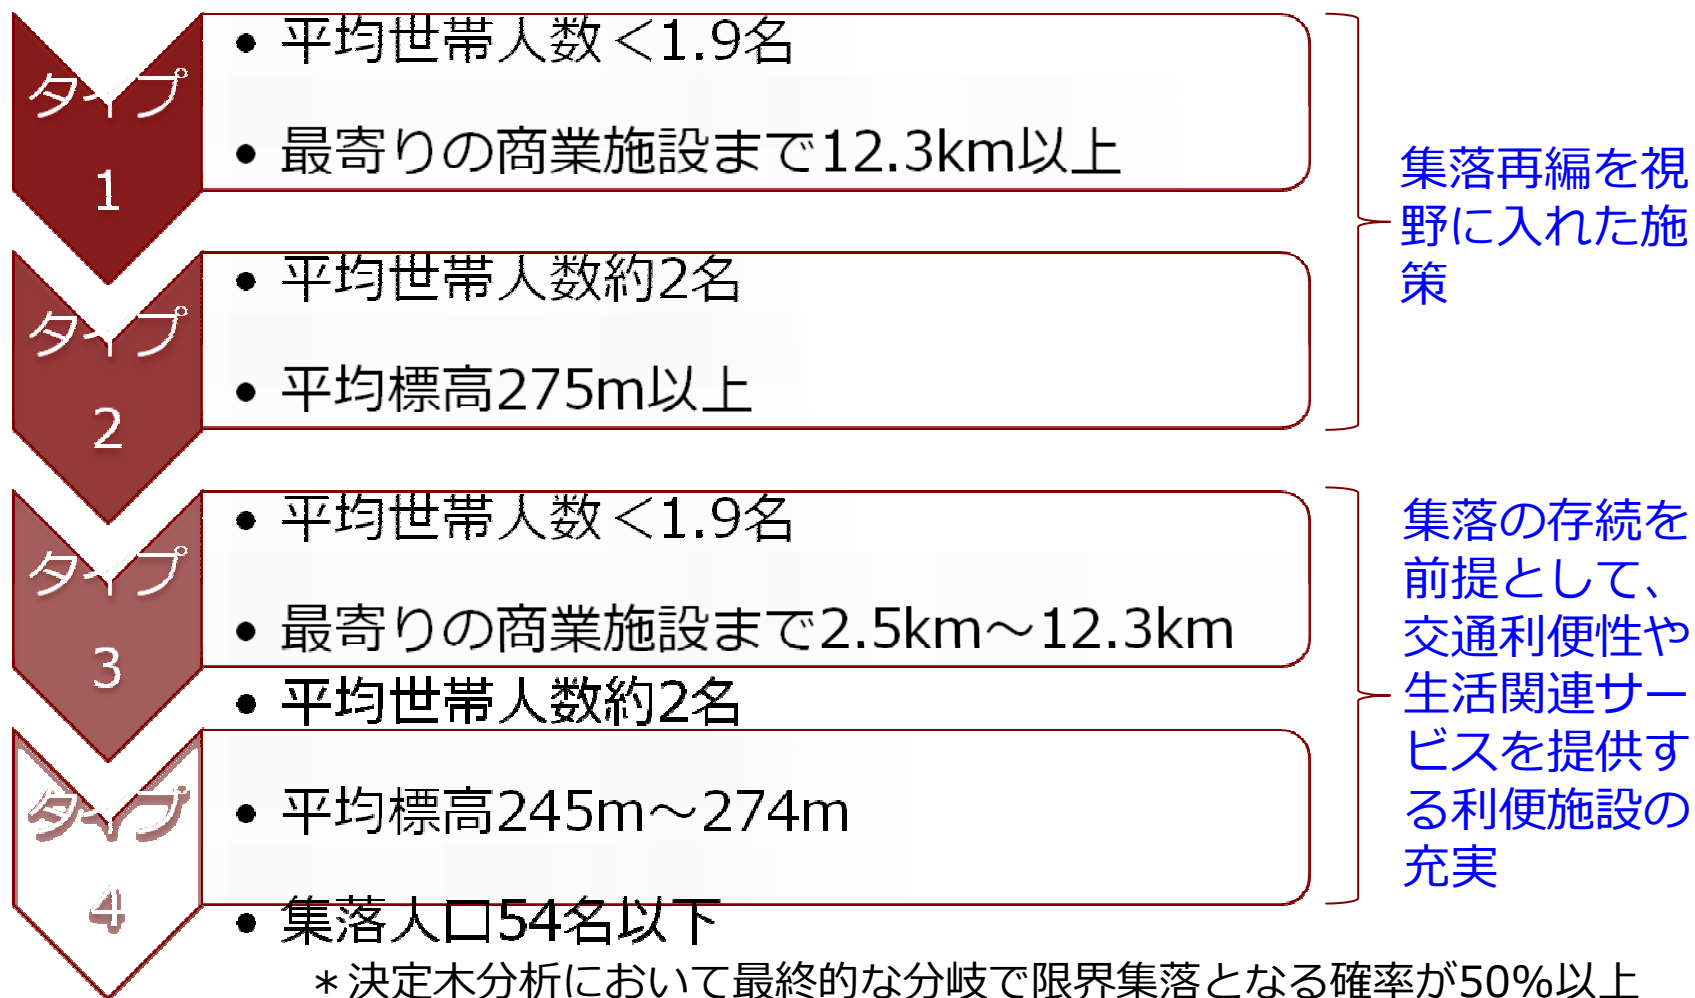 タイプ
1
• 平均世帯人数＜1.9名
• 最寄りの商業施設まで12.3km以上
タイプ
2
• 平均世帯人数約2名
• 平均標高275m以上
集落再編を視
野に入れた施
策
タイプ
3
• 平均世帯人数＜1.9名
• 最寄りの商業施設まで2.5km～12.3km
タイプ
4
• 平均世帯人数約2名
• 平均標高245m～274m
• 集落人口54名以下
集落の存続を
前提として、
交通利便性や
生活関連サー
ビスを提供す
る利便施設の
充実
＊決定木分析において最終的な分岐で限界集落となる確率が50%以上